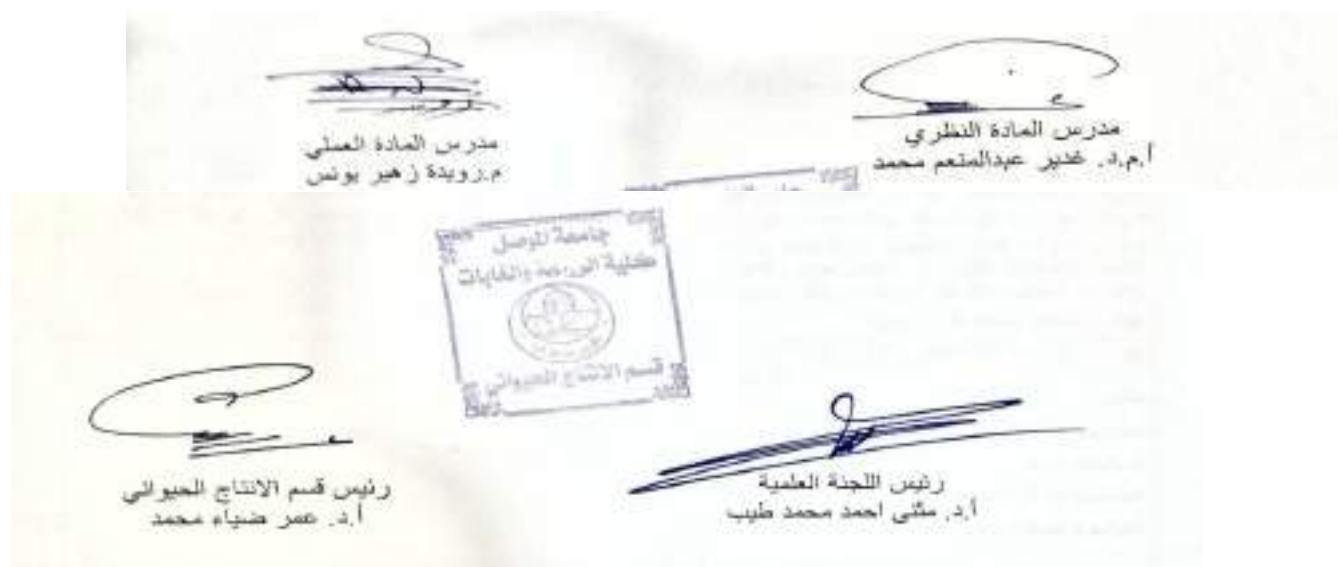 مدرس المادة النظري
أ.م.د. غدير عبدالمنعم محمد
مدرس المادة العملي
م.رويدة زهير يونس
جامعة الموصل
كلية الزراعة والغابات
قسم الانتاج الحيواني
رئيس اللجنة العلمية
أ.د. مثنى احمد محمد طيب
رئيس قسم الانتاج الحيواني
أ.د. عمر ضياء محمد